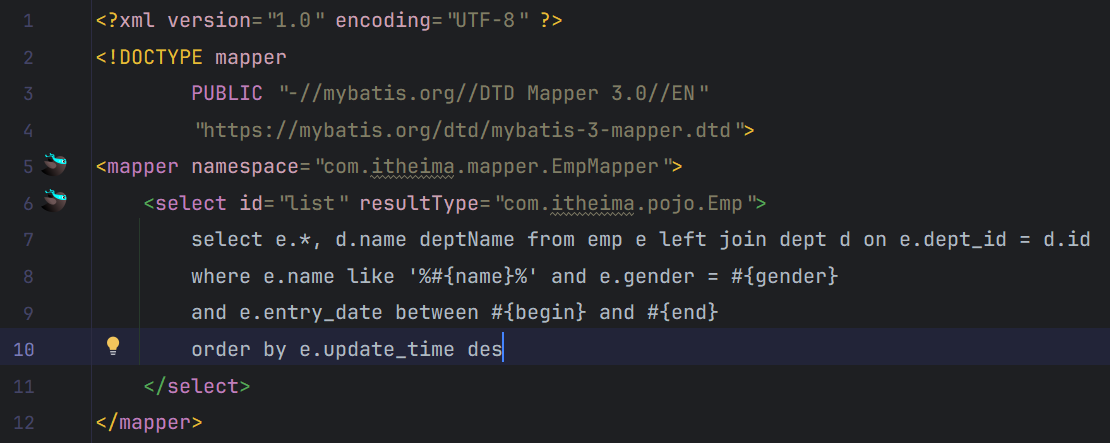 1 <?xml version="1.0" encoding="UTF-8" ?>
2 <!DOCTYPE mapper
3         PUBLIC "-//mybatis.org//DTD Mapper 3.0//EN"
4         "https://mybatis.org/dtd/mybatis-3-mapper.dtd">
5 <mapper namespace="com.itheima.mapper.EmpMapper">
6     <select id="list" resultType="com.itheima.pojo.Emp">
7         select e.*, d.name deptName from emp e left join dept d on e.dept_id = d.id
8         where e.name like '%#{name}%' and e.gender = #{gender}
9         and e.entry_date between #{begin} and #{end}
10         order by e.update_time des
11     </select>
12 </mapper>